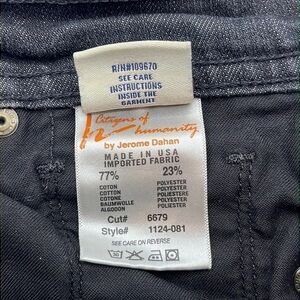 R/N#109670
SEE CARE
INSTRUCTIONS
INSIDE THE
GARMENT
Citizens of
humanity
by Jerome Dahan
MADE IN USA
IMPORTED FABRIC
77% 23%
COTON POLYESTER
COTTON POLYESTER
COTONE POLIESTERE
BAUMWOLLE POLYESTER
ALGODON POLIESTER
Cut# 6679
Style# 1124-081
SEE CARE ON REVERSE